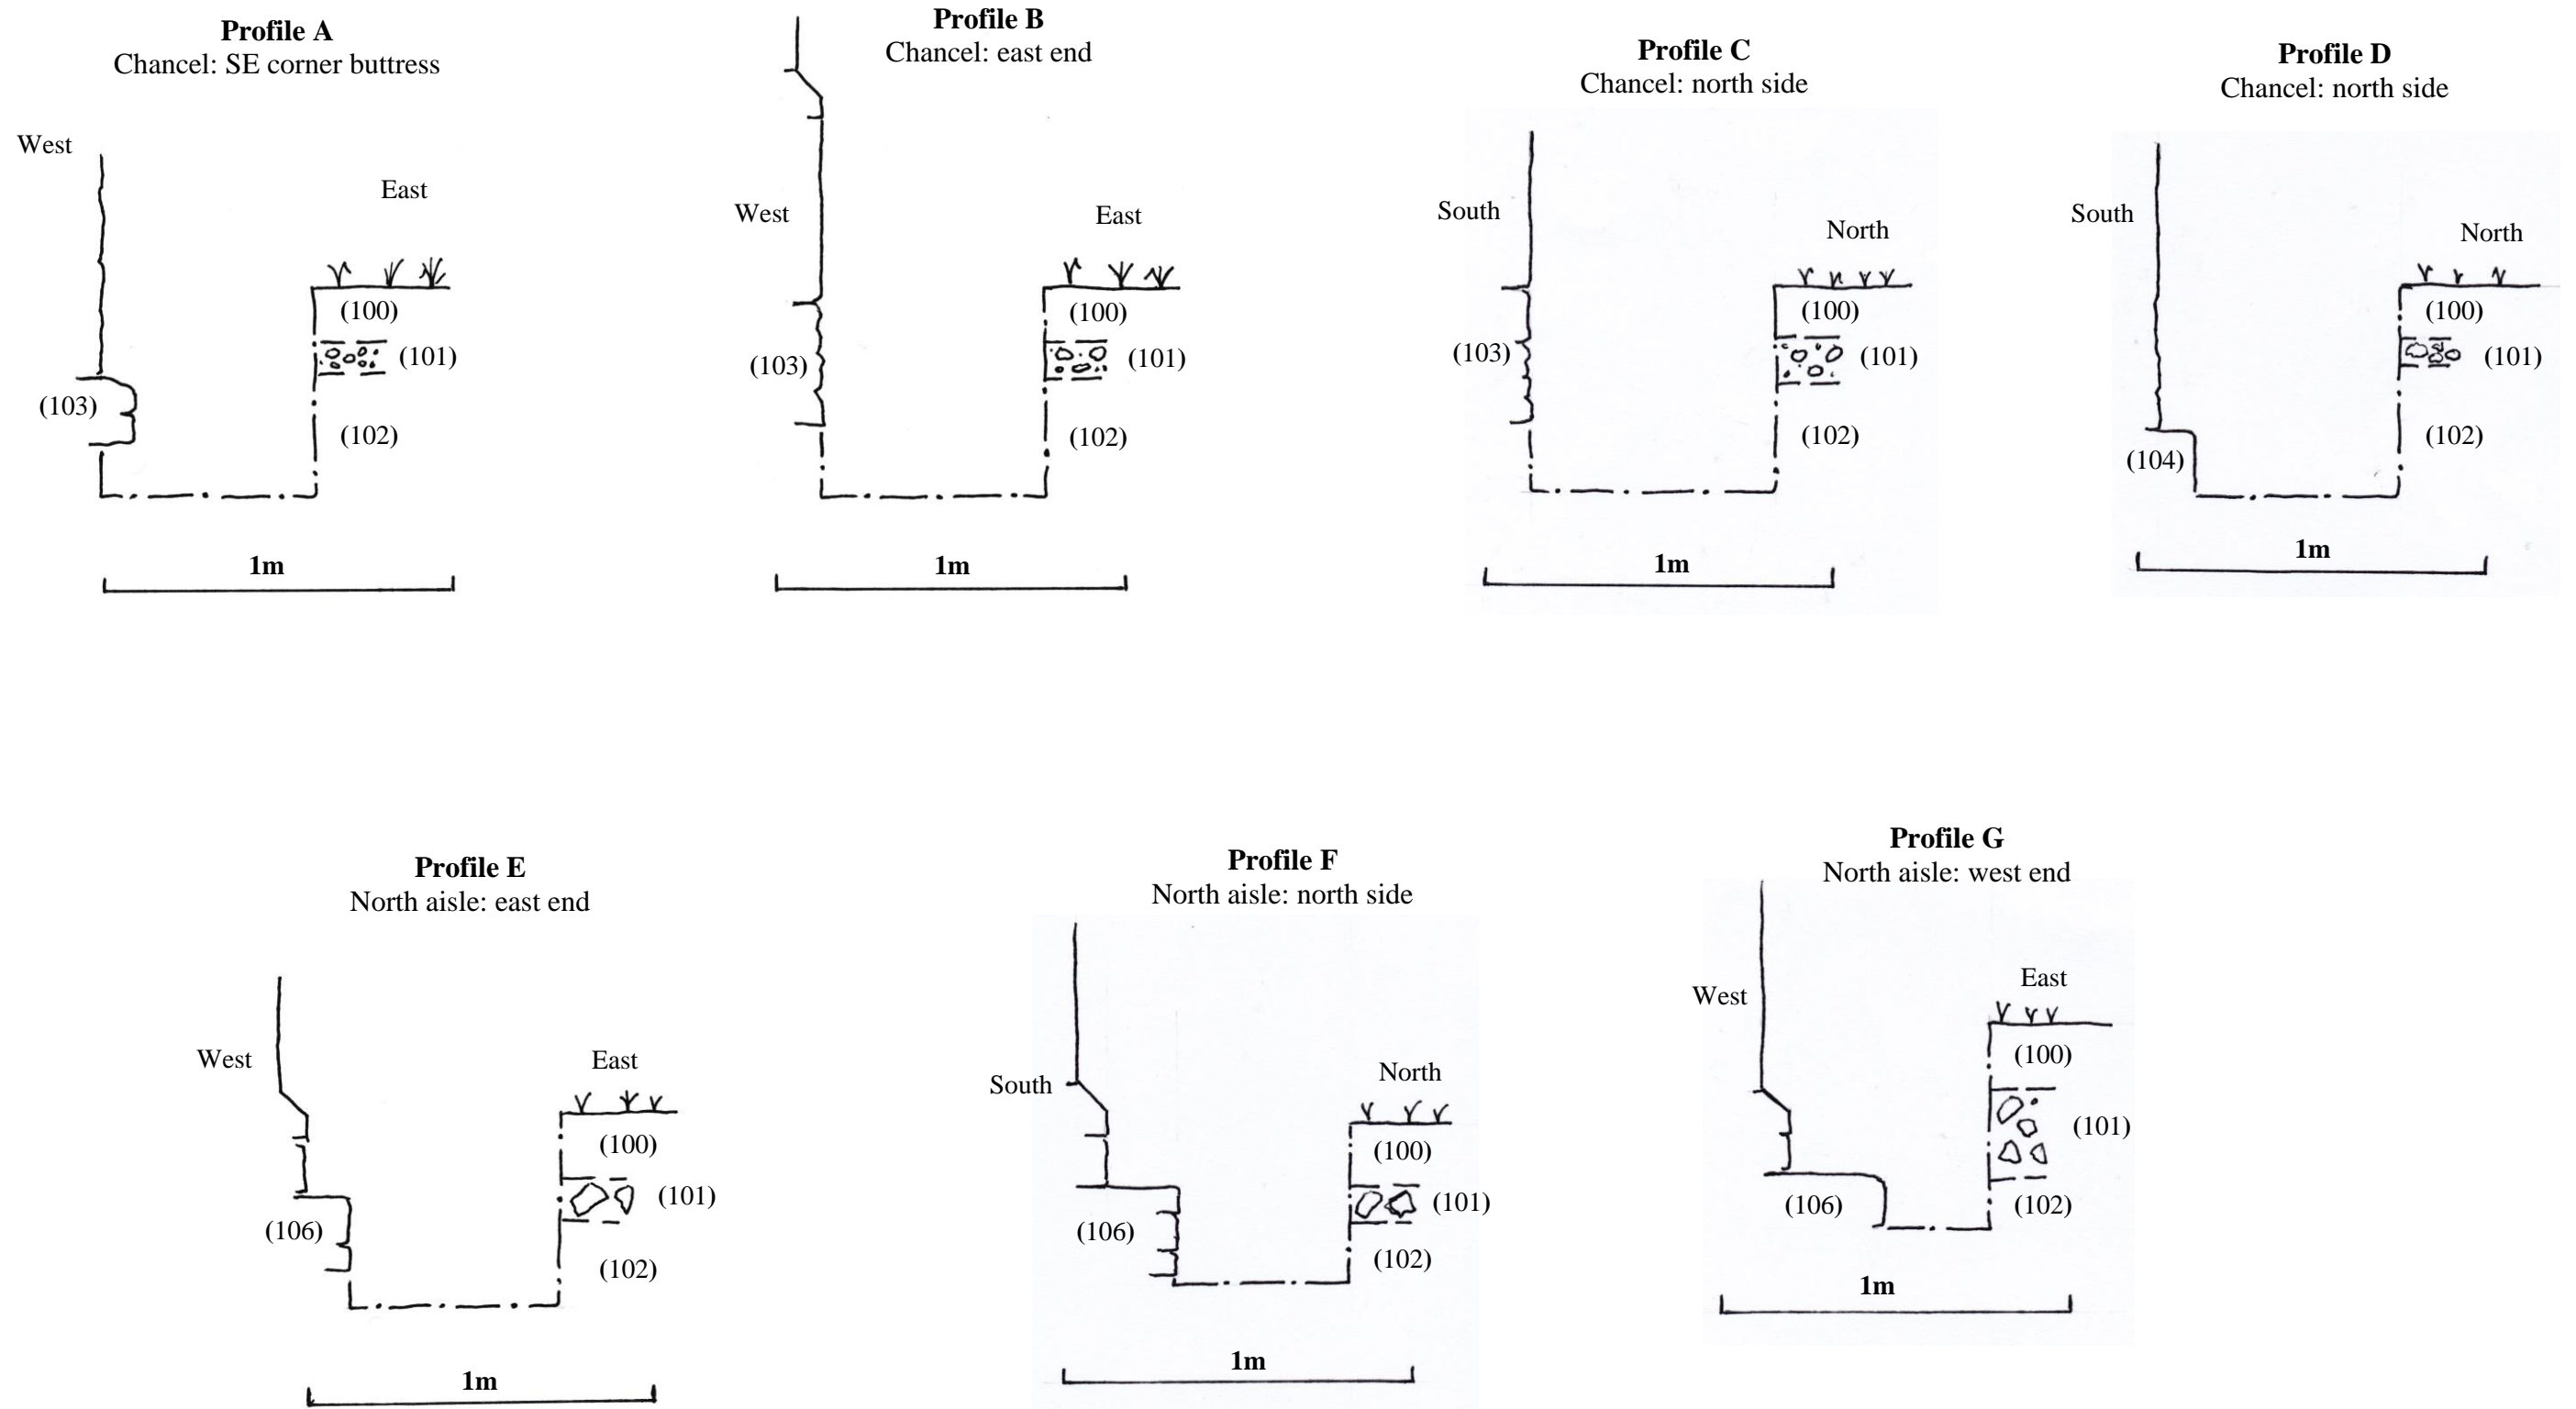 Profile A
Chancel: SE corner buttress
West
East
(100)
(101)
(103)
(102)
1m
Profile B
Chancel: east end
West
East
(100)
(101)
(103)
(102)
1m
Profile C
Chancel: north side
South
North
(100)
(103)
(101)
(102)
1m
Profile D
Chancel: north side
South
North
(100)
(101)
(102)
(104)
1m
Profile E
North aisle: east end
West
East
(100)
(101)
(106)
(102)
1m
Profile F
North aisle: north side
South
North
(100)
(101)
(106)
(102)
1m
Profile G
North aisle: west end
West
East
(100)
(101)
(106)
(102)
1m